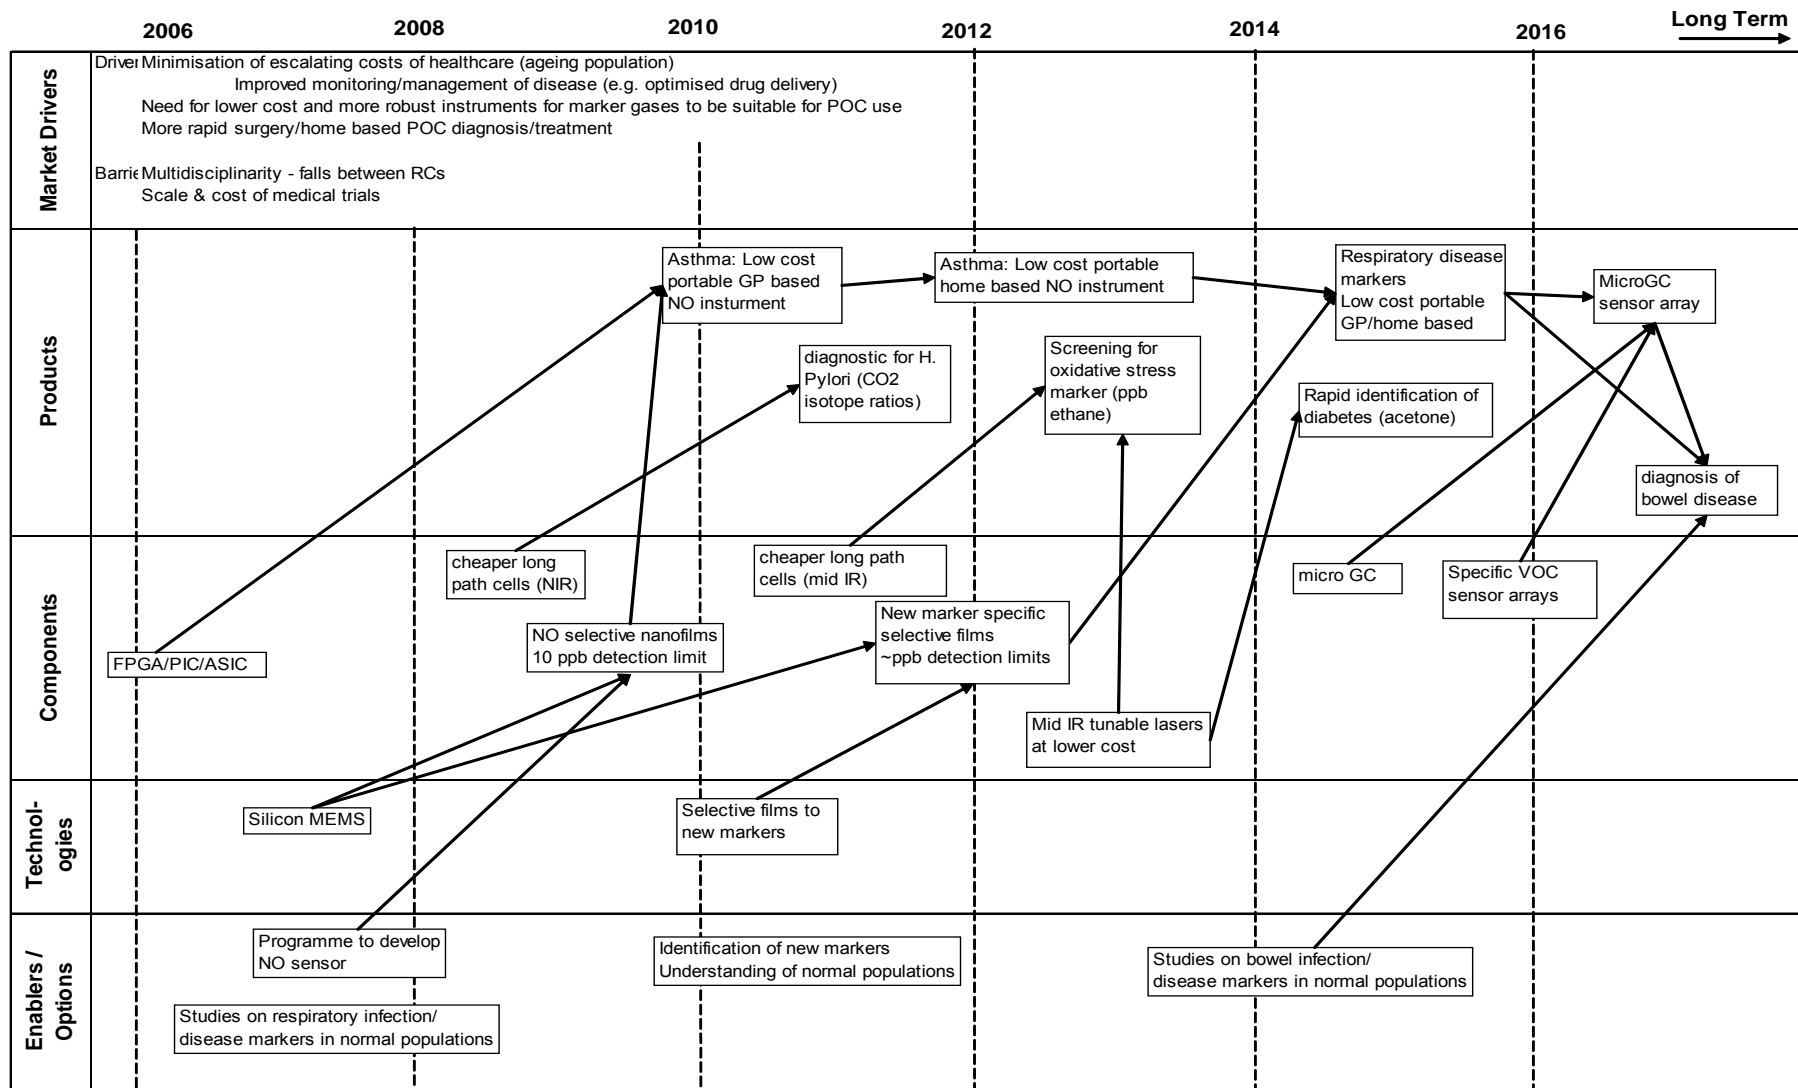 2006
2008
2010
2012
2014
2016
Long Term
Market Drivers
Driver Minimisation of escalating costs of healthcare (ageing population)
Improved monitoring/management of disease (e.g. optimised drug delivery)
Need for lower cost and more robust instruments for marker gases to be suitable for POC use
More rapid surgery/home based POC diagnosis/treatment
Barrie Multidisciplinarity - falls between RCs
Scale & cost of medical trials
Products
Asthma: Low cost
portable GP based
NO insturment
Asthma: Low cost portable
home based NO instrument
Respiratory disease
markers
Low cost portable
GP/home based
MicroGC
sensor array
diagnostic for H.
Pylori (CO2
isotope ratios)
Screening for
oxidative stress
marker (ppb
ethane)
Rapid identification of
diabetes (acetone)
diagnosis of
bowel disease
Components
cheaper long
path cells (NIR)
cheaper long path
cells (mid IR)
micro GC
Specific VOC
sensor arrays
FPGA/PIC/ASIC
NO selective nanofilms
10 ppb detection limit
New marker specific
selective films
~ppb detection limits
Mid IR tunable lasers
at lower cost
Technol-
ogies
Silicon MEMS
Selective films to
new markers
Enablers /
Options
Programme to develop
NO sensor
Identification of new markers
Understanding of normal populations
Studies on bowel infection/
disease markers in normal populations
Studies on respiratory infection/
disease markers in normal populations